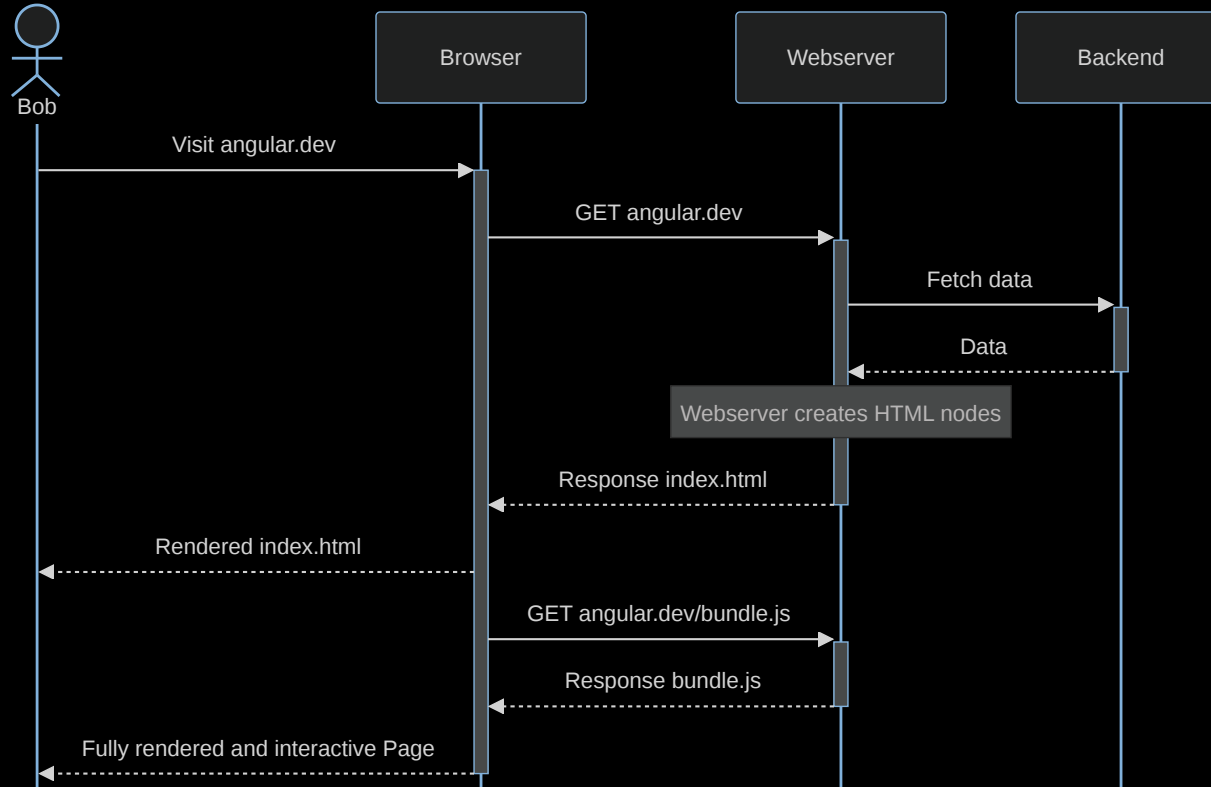 Bob
Browser
Webserver
Backend
Visit angular.dev
GET angular.dev
Fetch data
Data
Webserver creates HTML nodes
Response index.html
Rendered index.html
GET angular.dev/bundle.js
Response bundle.js
Fully rendered and interactive Page